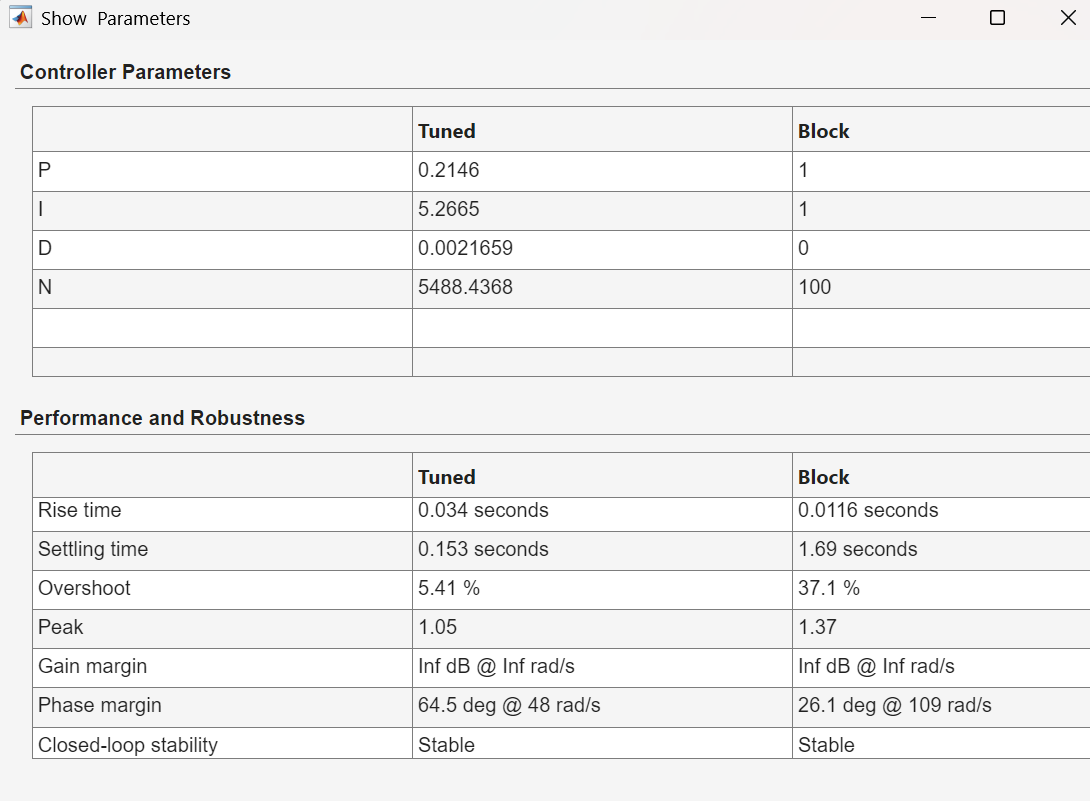 Show Parameters
Controller Parameters
Tuned Block
P 0.2146 1
I 5.2665 1
D 0.0021659 0
N 5488.4368 100
Performance and Robustness
Tuned Block
Rise time 0.034 seconds 0.0116 seconds
Settling time 0.153 seconds 1.69 seconds
Overshoot 5.41 % 37.1 %
Peak 1.05 1.37
Gain margin Inf dB @ Inf rad/s Inf dB @ Inf rad/s
Phase margin 64.5 deg @ 48 rad/s 26.1 deg @ 109 rad/s
Closed-loop stability Stable Stable